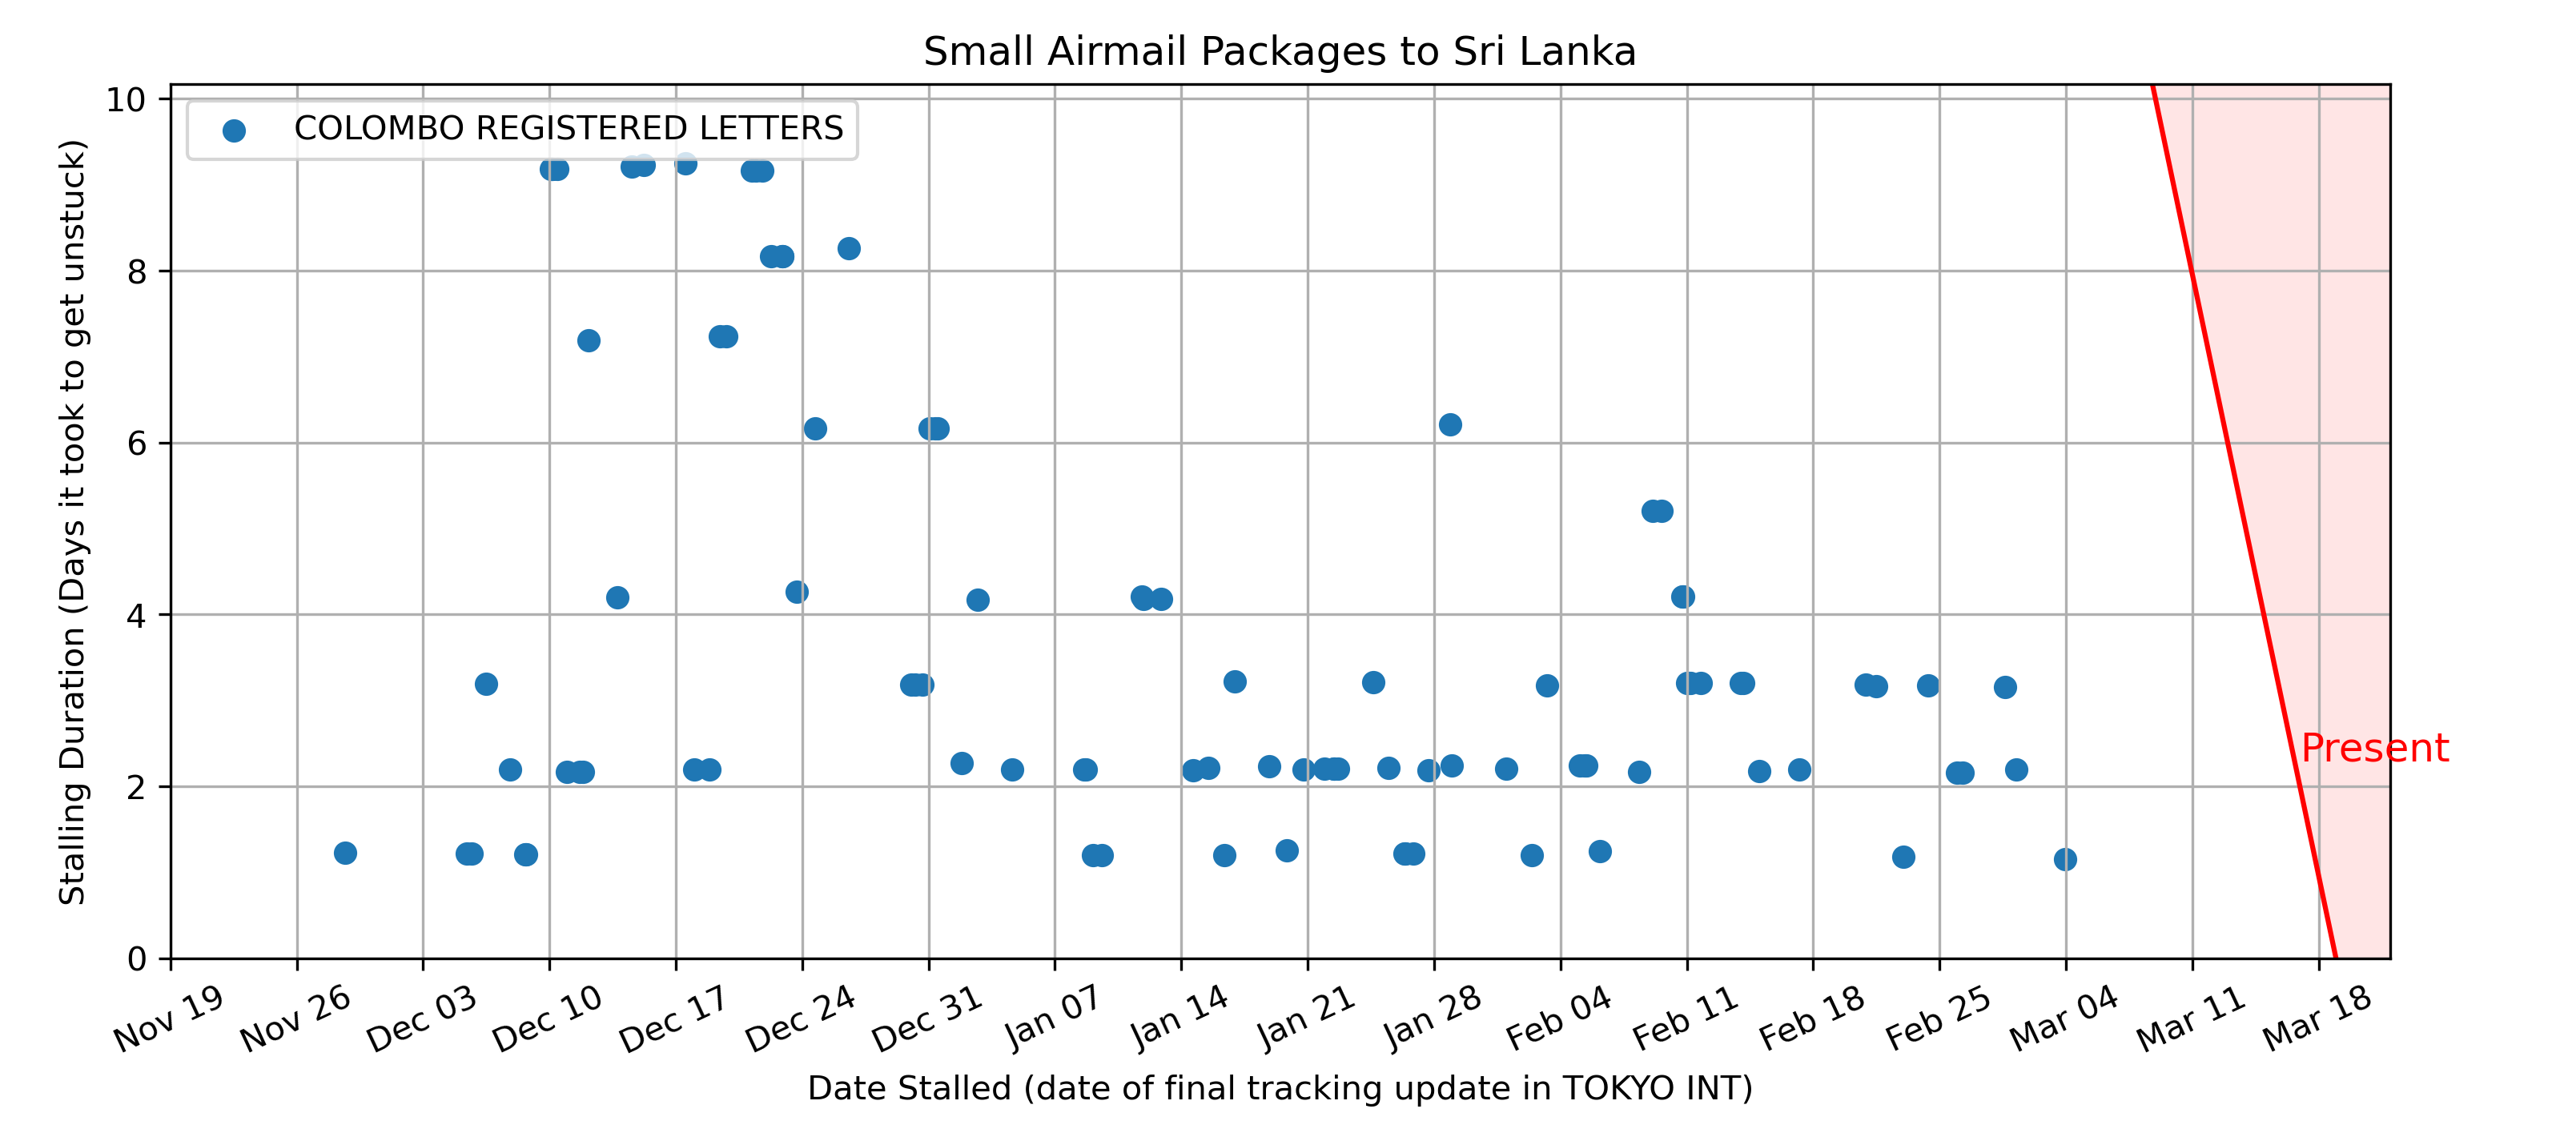 Small Airmail Packages to Sri Lanka
COLOMBO REGISTERED LETTERS
Stalling Duration (Days it took to get unstuck)
10
8
6
4
2
0
Present
Nov 19 Nov 26 Dec 03 Dec 10 Dec 17 Dec 24 Dec 31 Jan 07 Jan 14 Jan 21 Jan 28 Feb 04 Feb 11 Feb 18 Feb 25 Mar 04 Mar 11 Mar 18
Date Stalled (date of final tracking update in TOKYO INT)